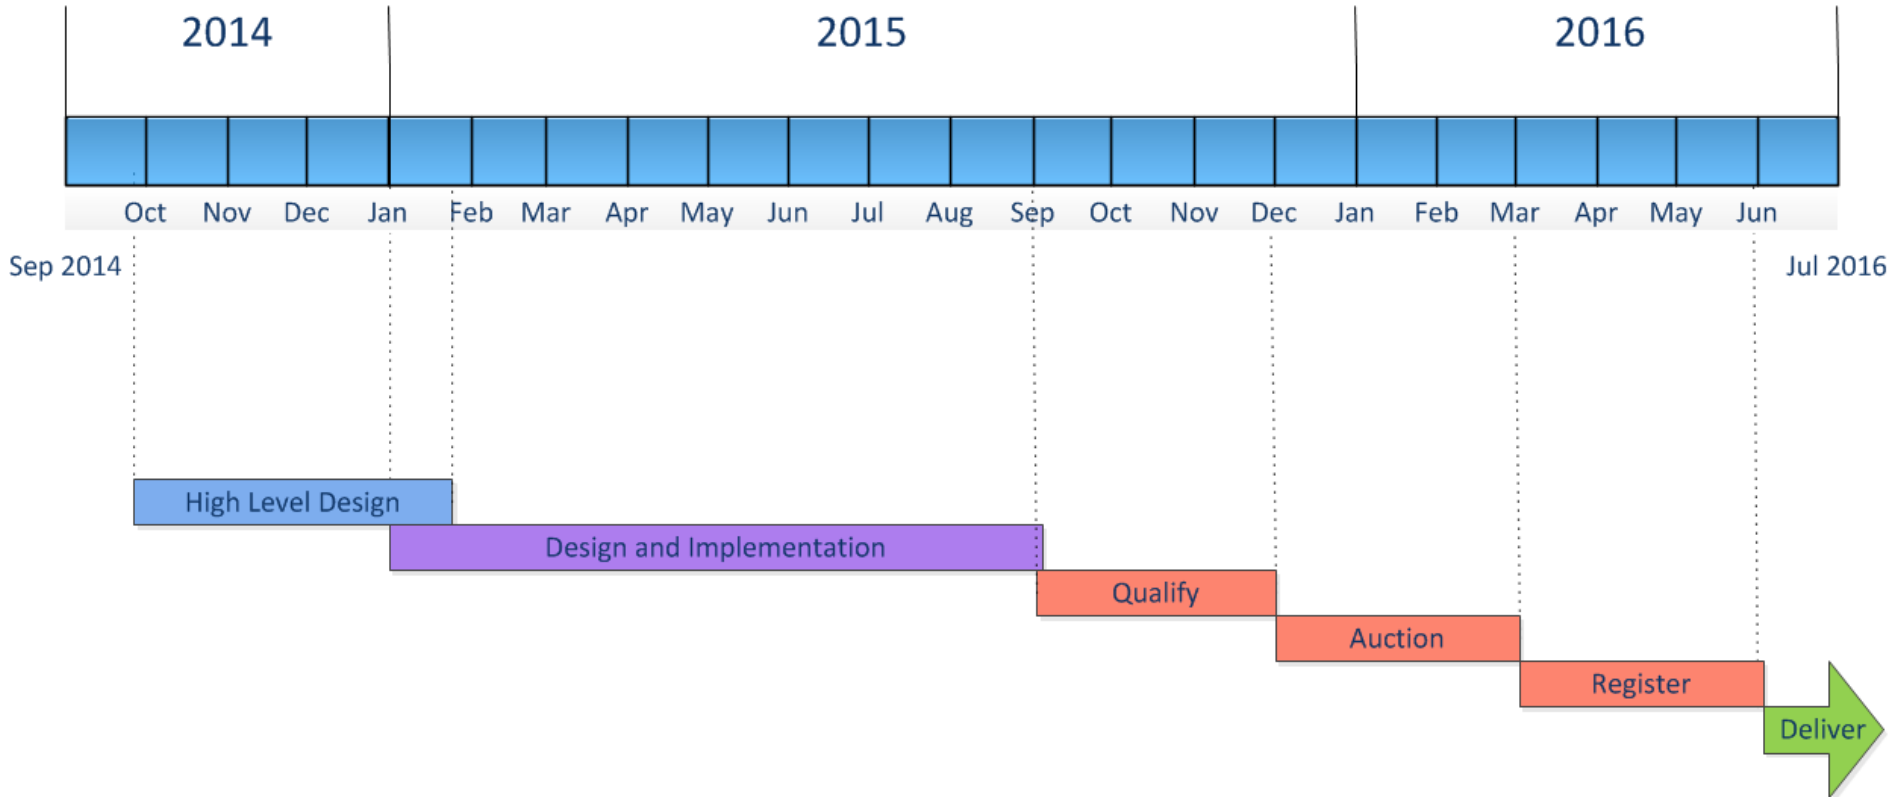 2014 2015 2016
Oct Nov Dec Jan Feb Mar Apr May Jun Jul Aug Sep Oct Nov Dec Jan Feb Mar Apr May Jun
Sep 2014 Jul 2016
High Level Design
Design and Implementation
Qualify
Auction
Register
Deliver